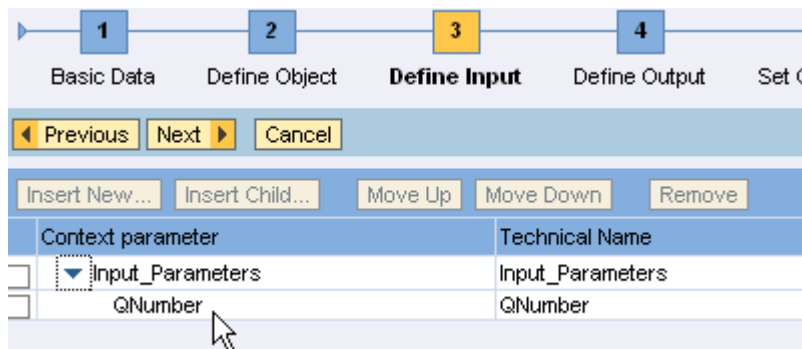 1 2 3 4
Basic Data Define Object Define Input Define Output Set
Previous Next Cancel
Insert New... Insert Child... Move Up Move Down Remove
Context parameter Technical Name
Input_Parameters Input_Parameters
QNumber QNumber